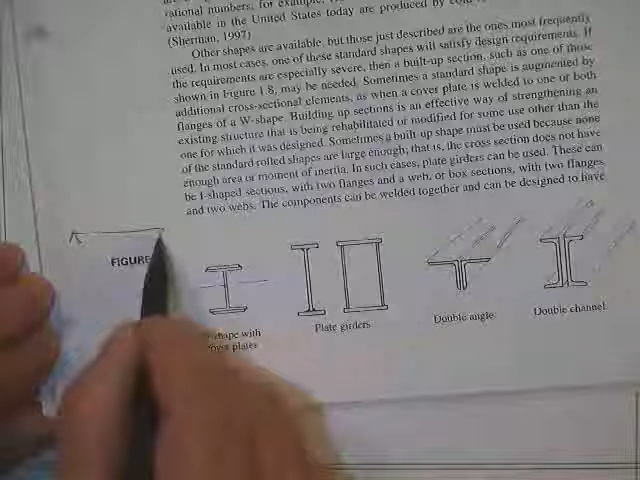 rational numbers, for example,
available in the United States today are produced by cold
(Sherman, 1997)
Other shapes are available, but those just described are the ones most frequently
used. In most cases, one of these standard shapes will satisfy design requirements. If
the requirements are especially severe, then a built-up section, such as one of those
shown in Figure 1.8, may be needed. Sometimes a standard shape is augmented by
additional cross-sectional elements, as when a cover plate is welded to one or both
flanges of a W-shape. Building up sections is an effective way of strengthening an
existing structure that is being rehabilitated or modified for some use other than the
one for which it was designed. Sometimes a built-up shape must be used because none
of the standard rolled shapes are large enough; that is, the cross section does not have
enough area or moment of inertia. In such cases, plate girders can be used. These can
be I-shaped sections, with two flanges and a web, or box sections, with two flanges
and two webs. The components can be welded together and can be designed to have
FIGURE
shape with
cover plates
Plate girders
Double angle
Double channel